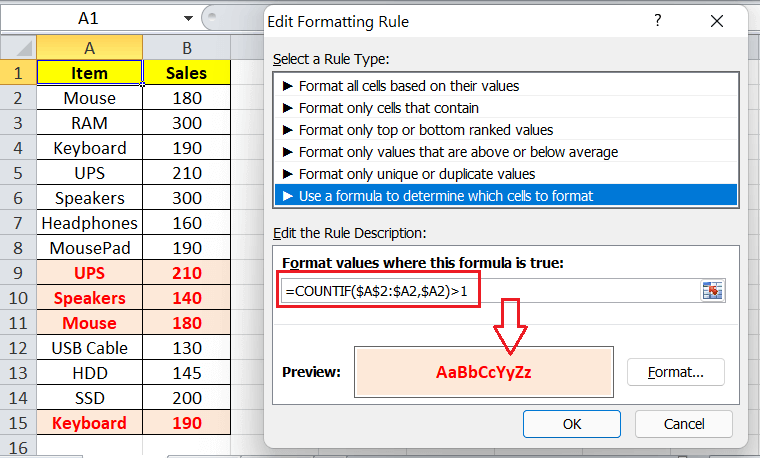 A1
A B
1 Item Sales
2 Mouse 180
3 RAM 300
4 Keyboard 190
5 UPS 210
6 Speakers 300
7 Headphones 160
8 MousePad 190
9 UPS 210
10 Speakers 140
11 Mouse 180
12 USB Cable 130
13 HDD 145
14 SSD 200
15 Keyboard 190
16
Edit Formatting Rule ? ×
Select a Rule Type:
► Format all cells based on their values
► Format only cells that contain
► Format only top or bottom ranked values
► Format only values that are above or below average
► Format only unique or duplicate values
► Use a formula to determine which cells to format
Edit the Rule Description:
Format values where this formula is true:
=COUNTIF($A$2:$A2,$A2)>1
Preview: AaBbCcYyZz Format...
OK Cancel